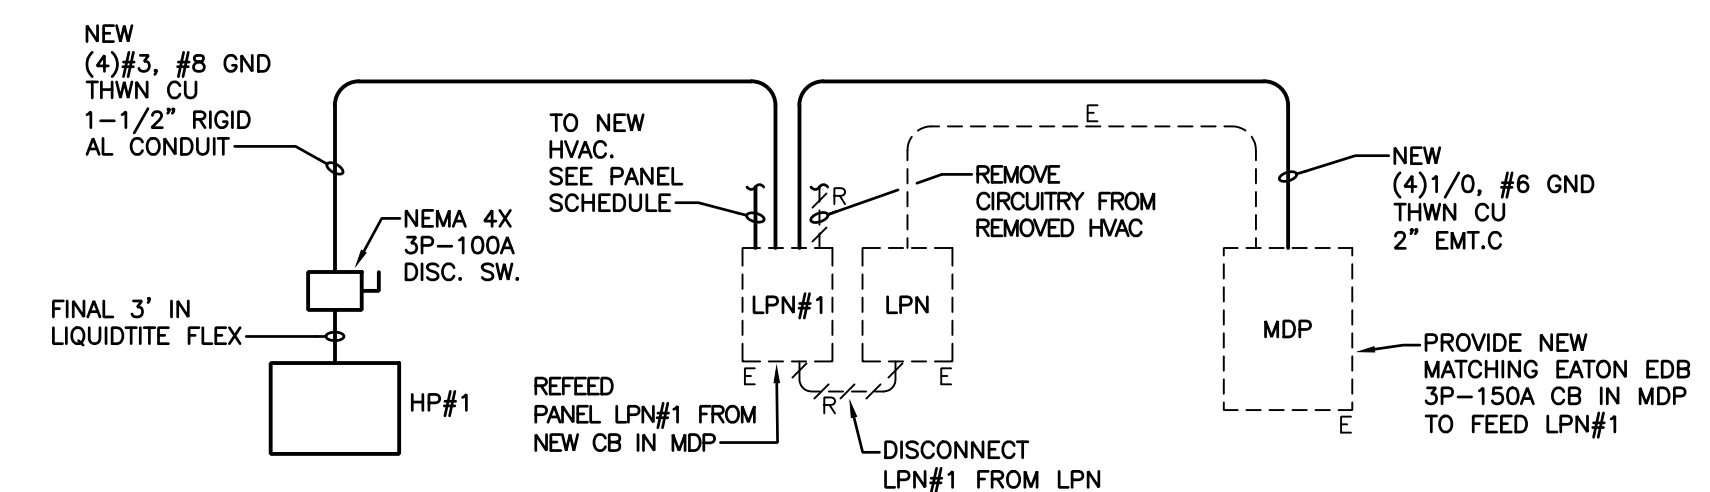 NEW
(4)#3, #8 GND
THWN CU
1-1/2" RIGID
AL CONDUIT
NEMA 4X
3P-100A
DISC. SW.
FINAL 3' IN
LIQUIDTITE FLEX
HP#1
TO NEW
HVAC.
SEE PANEL
SCHEDULE
R
REMOVE
CIRCUITRY FROM
REMOVED HVAC
E
LPN#1
LPN
E
E
R
REFEED
PANEL LPN#1 FROM
NEW CB IN MDP
DISCONNECT
LPN#1 FROM LPN
NEW
(4)1/0, #6 GND
THWN CU
2" EMT.C
MDP
E
PROVIDE NEW
MATCHING EATON EDB
3P-150A CB IN MDP
TO FEED LPN#1